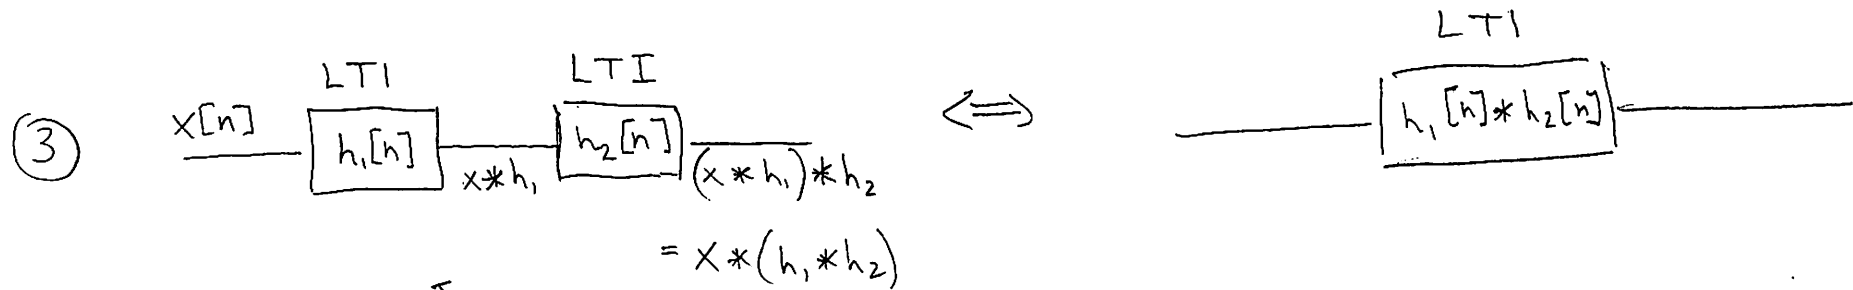 LTI LTI LTI
③ x[n] h₁[n] x*h₁ h₂[n] (x*h₁)*h₂ ⟺ h₁[n]*h₂[n]
= x*(h₁*h₂)